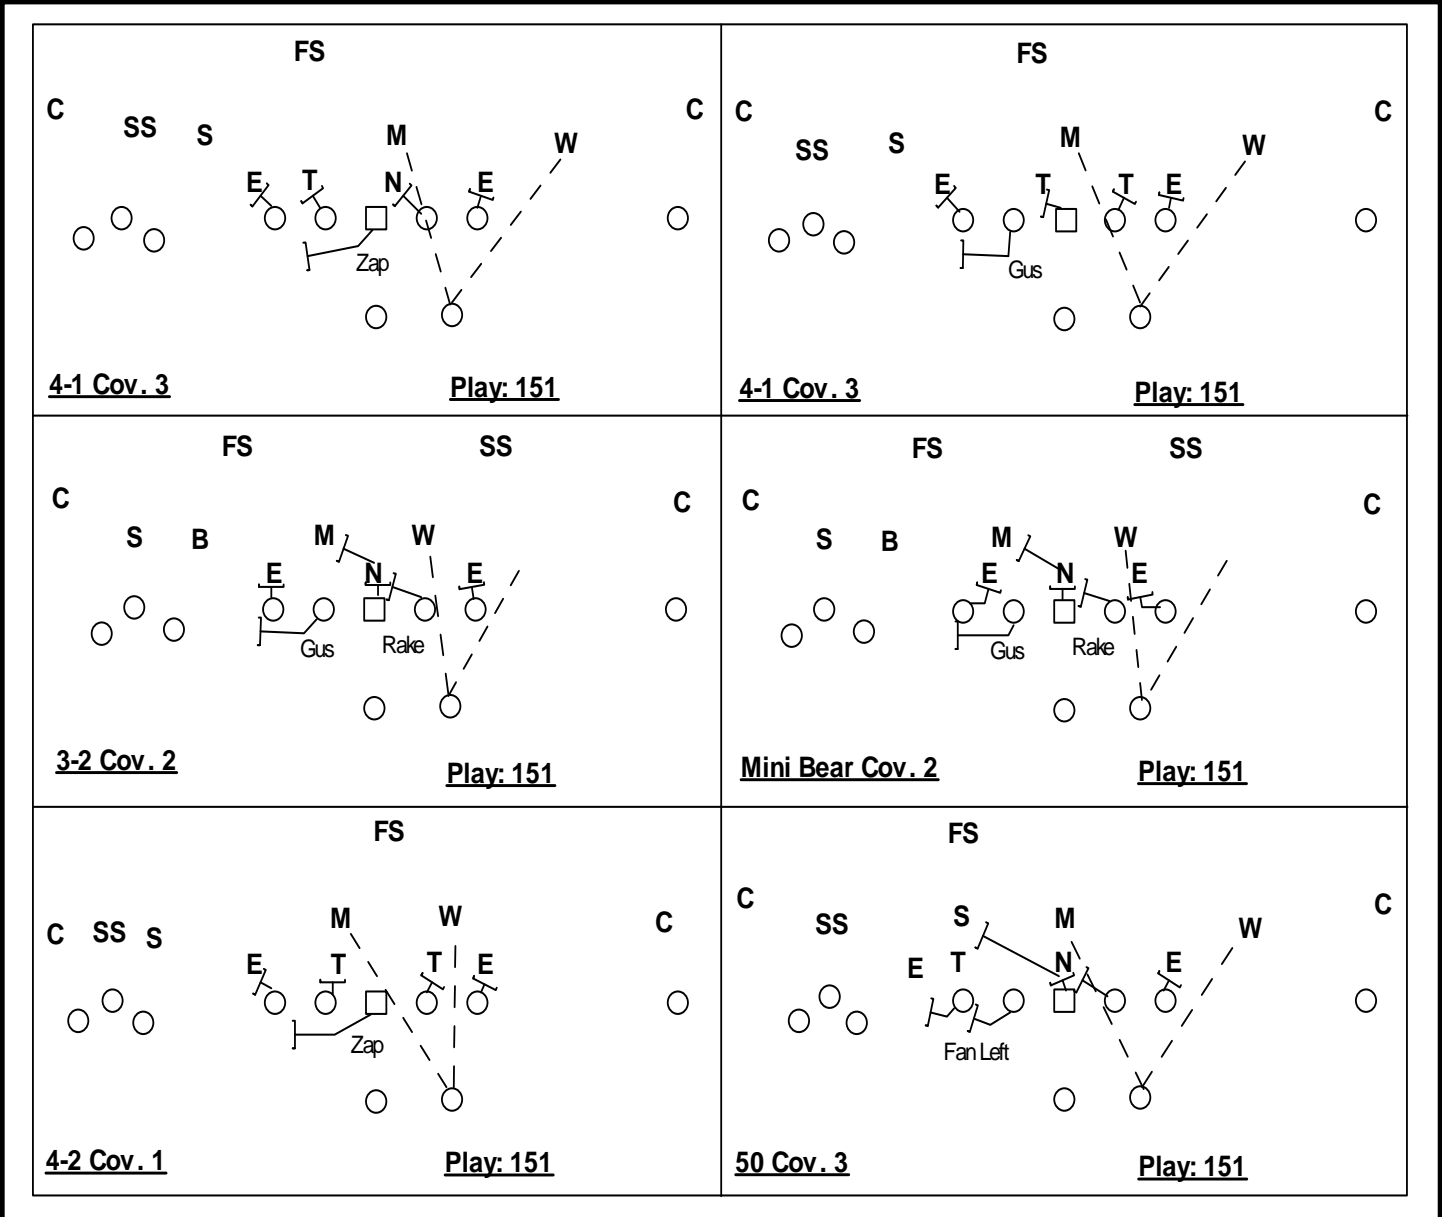 FS
C SS S M W C
E T N E
Zap
4-1 Cov. 3 Play: 151
FS
C SS S M W C
E T T E
Gus
4-1 Cov. 3 Play: 151
FS SS
C S B M W C
E N E
Gus Rake
3-2 Cov. 2 Play: 151
FS SS
C S B M W C
E N E
Gus Rake
Mini Bear Cov. 2 Play: 151
FS
C SS S M W C
E T T E
Zap
4-2 Cov. 1 Play: 151
FS
C SS S M W C
E T N E
Fan Left
50 Cov. 3 Play: 151